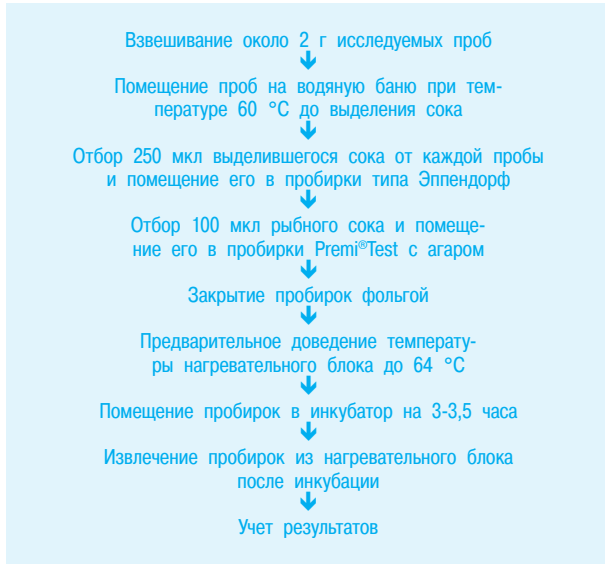 Взвешивание около 2 г исследуемых проб
Помещение проб на водяную баню при тем-
пературе 60 °С до выделения сока
Отбор 250 мкл выделившегося сока от каждой пробы
и помещение его в пробирки типа Эппендорф
Отбор 100 мкл рыбного сока и помеще-
ние его в пробирки Premi®Test с агаром
Закрытие пробирок фольгой
Предварительное доведение температу-
ры нагревательного блока до 64 °С
Помещение пробирок в инкубатор на 3-3,5 часа
Извлечение пробирок из нагревательного блока
после инкубации
Учет результатов